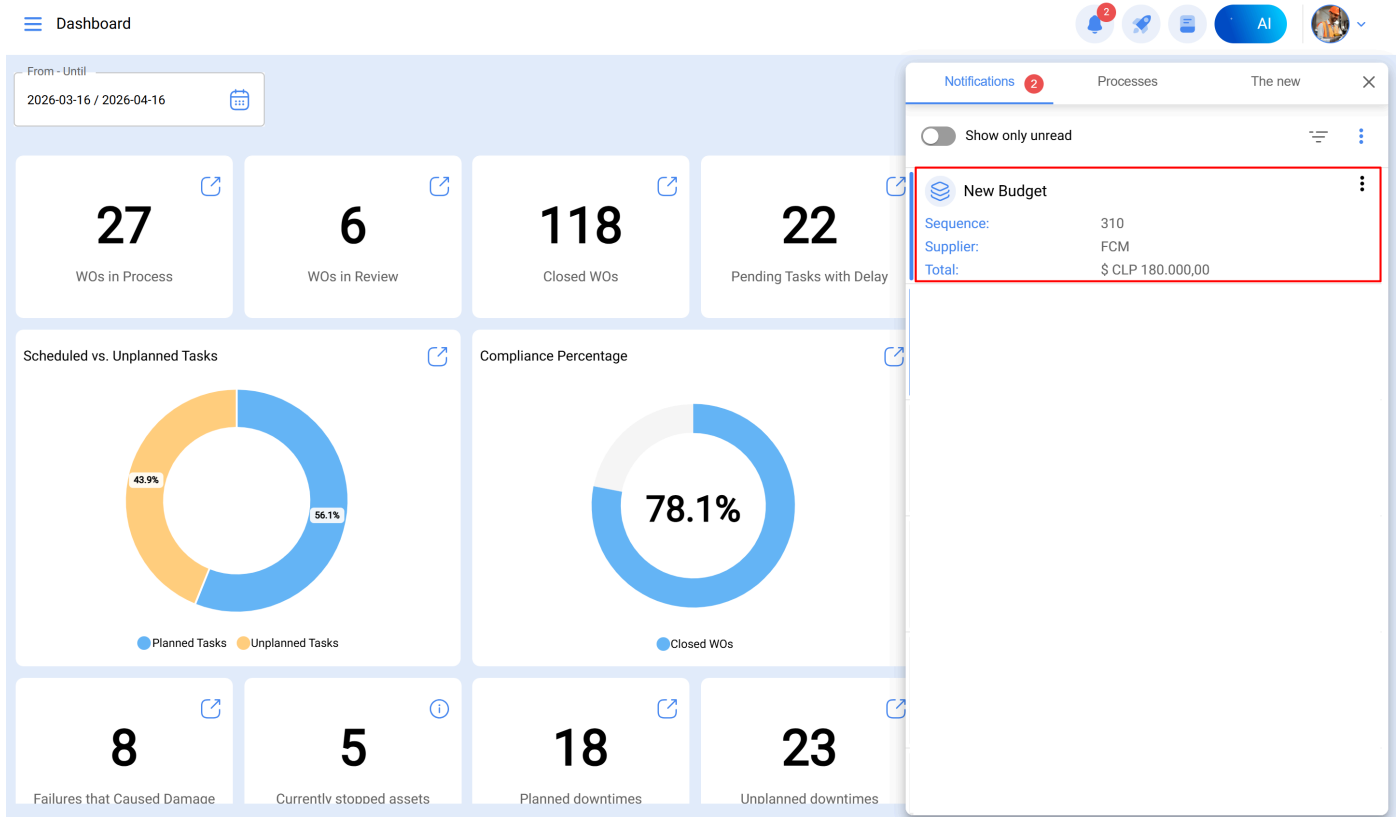 Dashboard
2
AI
From - Until
2026-03-16 / 2026-04-16
27
WOs in Process
6
WOs in Review
118
Closed WOs
22
Pending Tasks with Delay
Scheduled vs. Unplanned Tasks
43.9%
56.1%
Planned Tasks Unplanned Tasks
Compliance Percentage
78.1%
Closed WOs
8
Failures that Caused Damage
5
Currently stopped assets
18
Planned downtimes
23
Unplanned downtimes
Notifications 2 Processes The new
Show only unread
New Budget
Sequence: 310
Supplier: FCM
Total: $ CLP 180.000,00